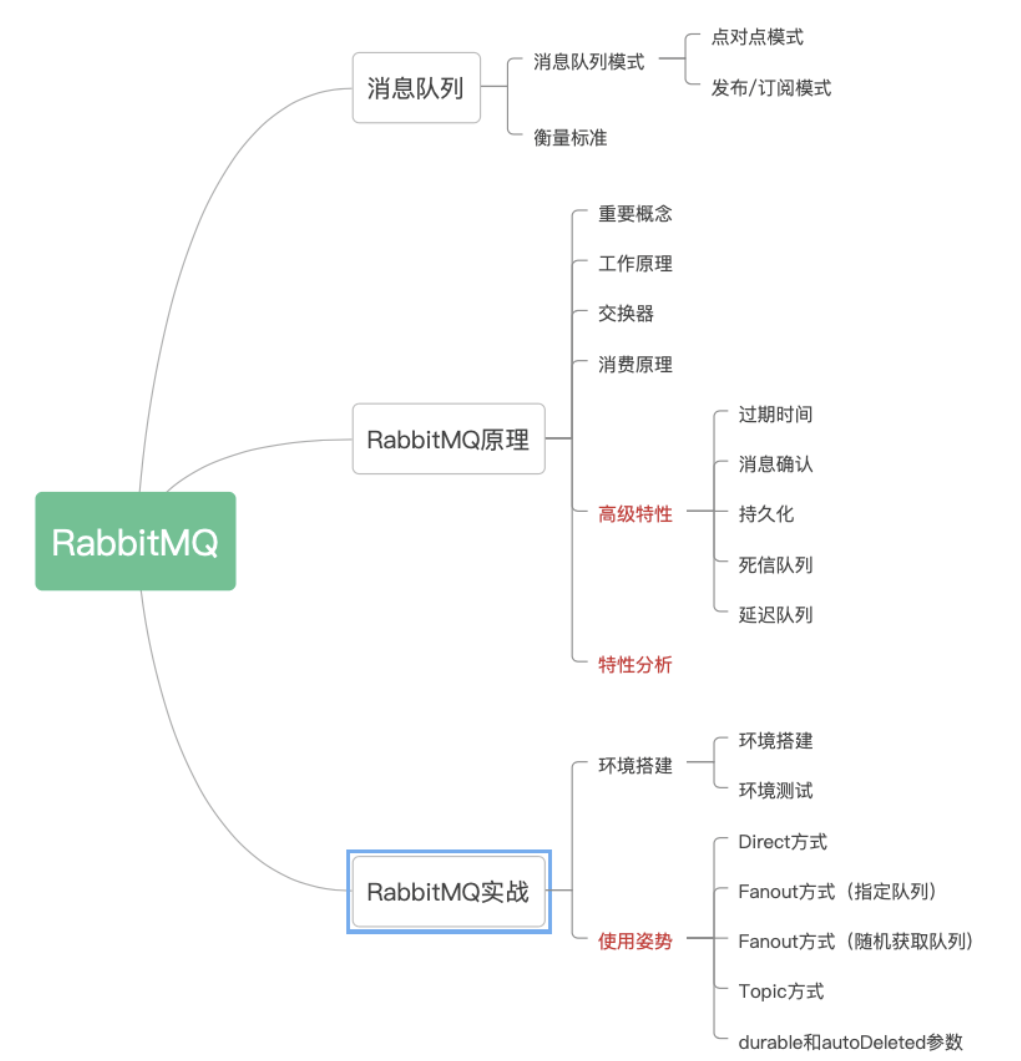 RabbitMQ
消息队列
消息队列模式
点对点模式
发布/订阅模式
衡量标准
RabbitMQ原理
重要概念
工作原理
交换器
消费原理
高级特性
过期时间
消息确认
持久化
死信队列
延迟队列
特性分析
RabbitMQ实战
环境搭建
环境搭建
环境测试
使用姿势
Direct方式
Fanout方式（指定队列）
Fanout方式（随机获取队列）
Topic方式
durable和autoDeleted参数